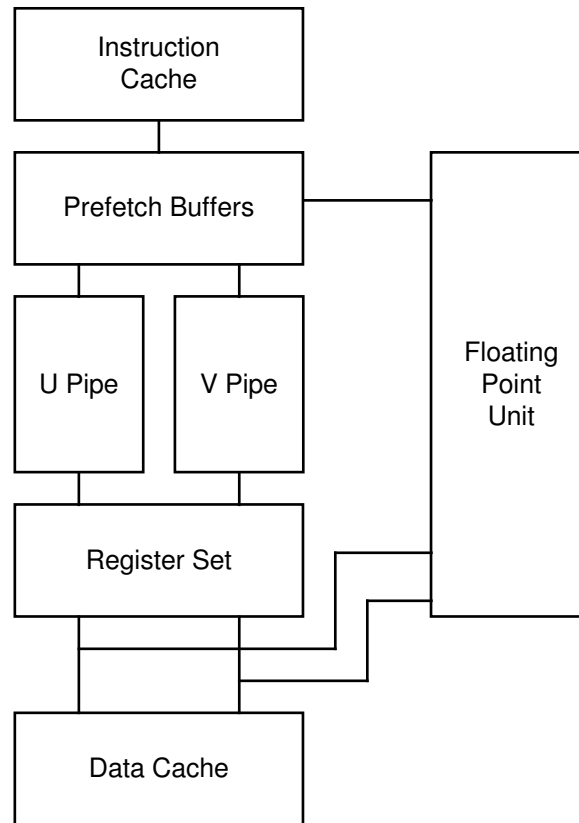 Instruction
Cache
Prefetch Buffers
U Pipe
V Pipe
Floating
Point
Unit
Register Set
Data Cache